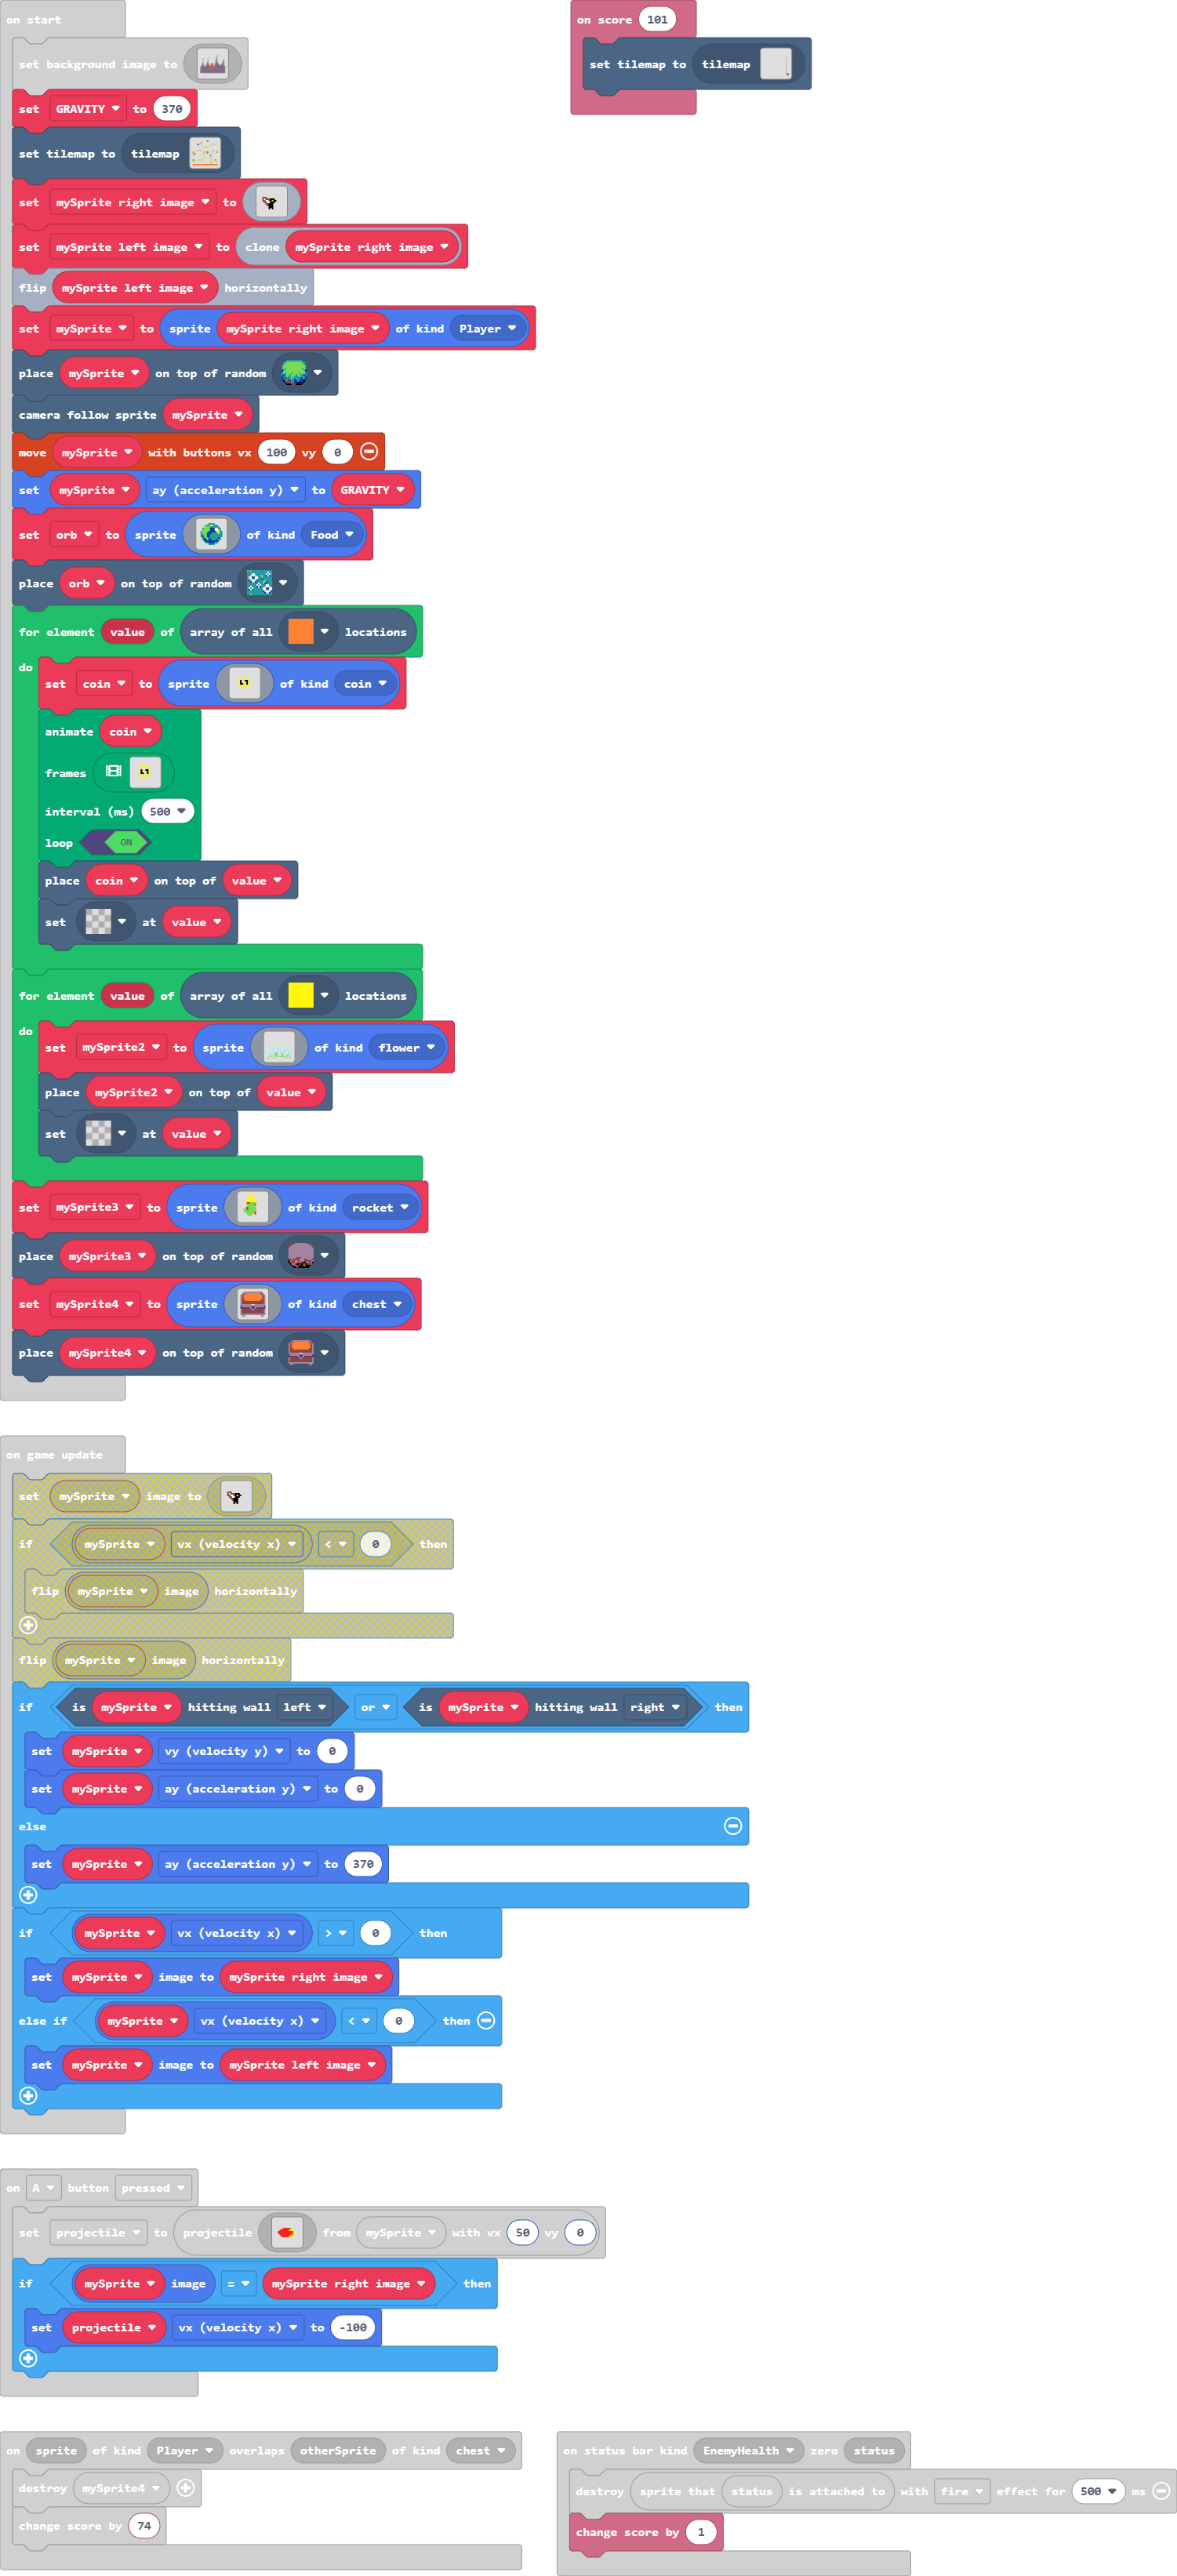 on start
set background image to
set GRAVITY to 370
set tilemap to tilemap
set mySprite right image to
set mySprite left image to clone mySprite right image
flip mySprite left image horizontally
set mySprite to sprite mySprite right image of kind Player
place mySprite on top of random
camera follow sprite mySprite
move mySprite with buttons vx 100 vy 0
set mySprite ay (acceleration y) to GRAVITY
set orb to sprite of kind Food
place orb on top of random
for element value of array of all locations
do
set coin to sprite of kind coin
animate coin
frames
interval (ms) 500
loop ON
place coin on top of value
set at value
for element value of array of all locations
do
set mySprite2 to sprite of kind flower
place mySprite2 on top of value
set at value
set mySprite3 to sprite of kind rocket
place mySprite3 on top of random
set mySprite4 to sprite of kind chest
place mySprite4 on top of random
on score 101
set tilemap to tilemap
on game update
set mySprite image to
if mySprite vx (velocity x) < 0 then
flip mySprite image horizontally
flip mySprite image horizontally
if is mySprite hitting wall left or is mySprite hitting wall right then
set mySprite vy (velocity y) to 0
set mySprite ay (acceleration y) to 0
else
set mySprite ay (acceleration y) to 370
if mySprite vx (velocity x) > 0 then
set mySprite image to mySprite right image
else if mySprite vx (velocity x) < 0 then
set mySprite image to mySprite left image
on A button pressed
set projectile to projectile from mySprite with vx 50 vy 0
if mySprite image = mySprite right image then
set projectile vx (velocity x) to -100
on sprite of kind Player overlaps otherSprite of kind chest
destroy mySprite4
change score by 74
on status bar kind EnemyHealth zero status
destroy sprite that status is attached to with fire effect for 500 ms
change score by 1